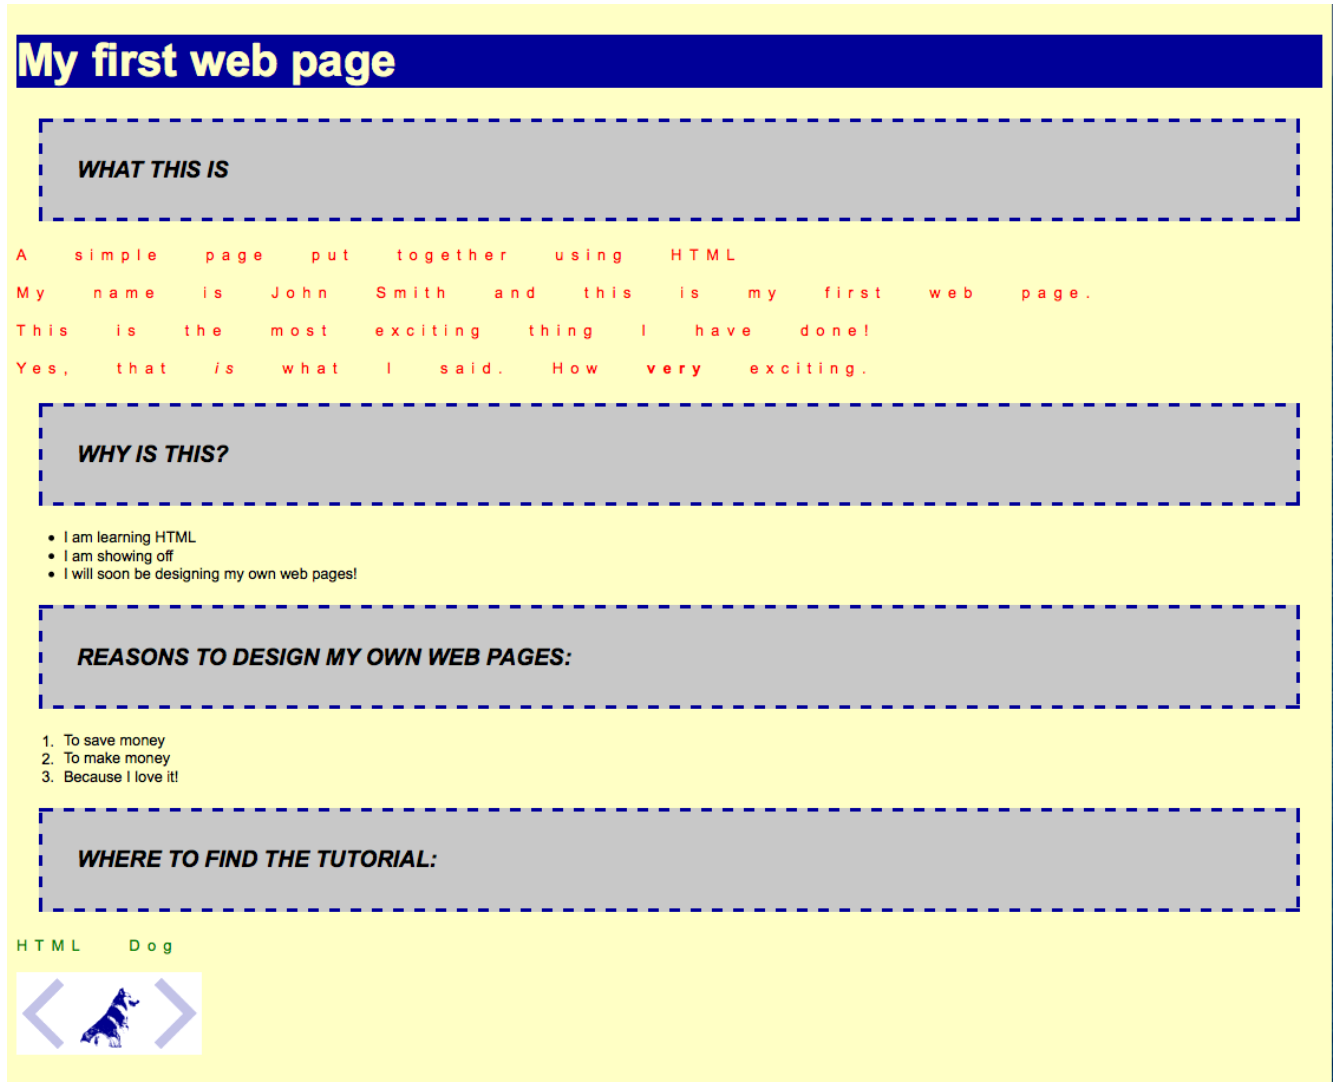 My first web page
WHAT THIS IS
A simple page put together using HTML
My name is John Smith and this is my first web page.
This is the most exciting thing I have done!
Yes, that is what I said. How very exciting.
WHY IS THIS?
• I am learning HTML
• I am showing off
• I will soon be designing my own web pages!
REASONS TO DESIGN MY OWN WEB PAGES:
1. To save money
2. To make money
3. Because I love it!
WHERE TO FIND THE TUTORIAL:
HTML Dog